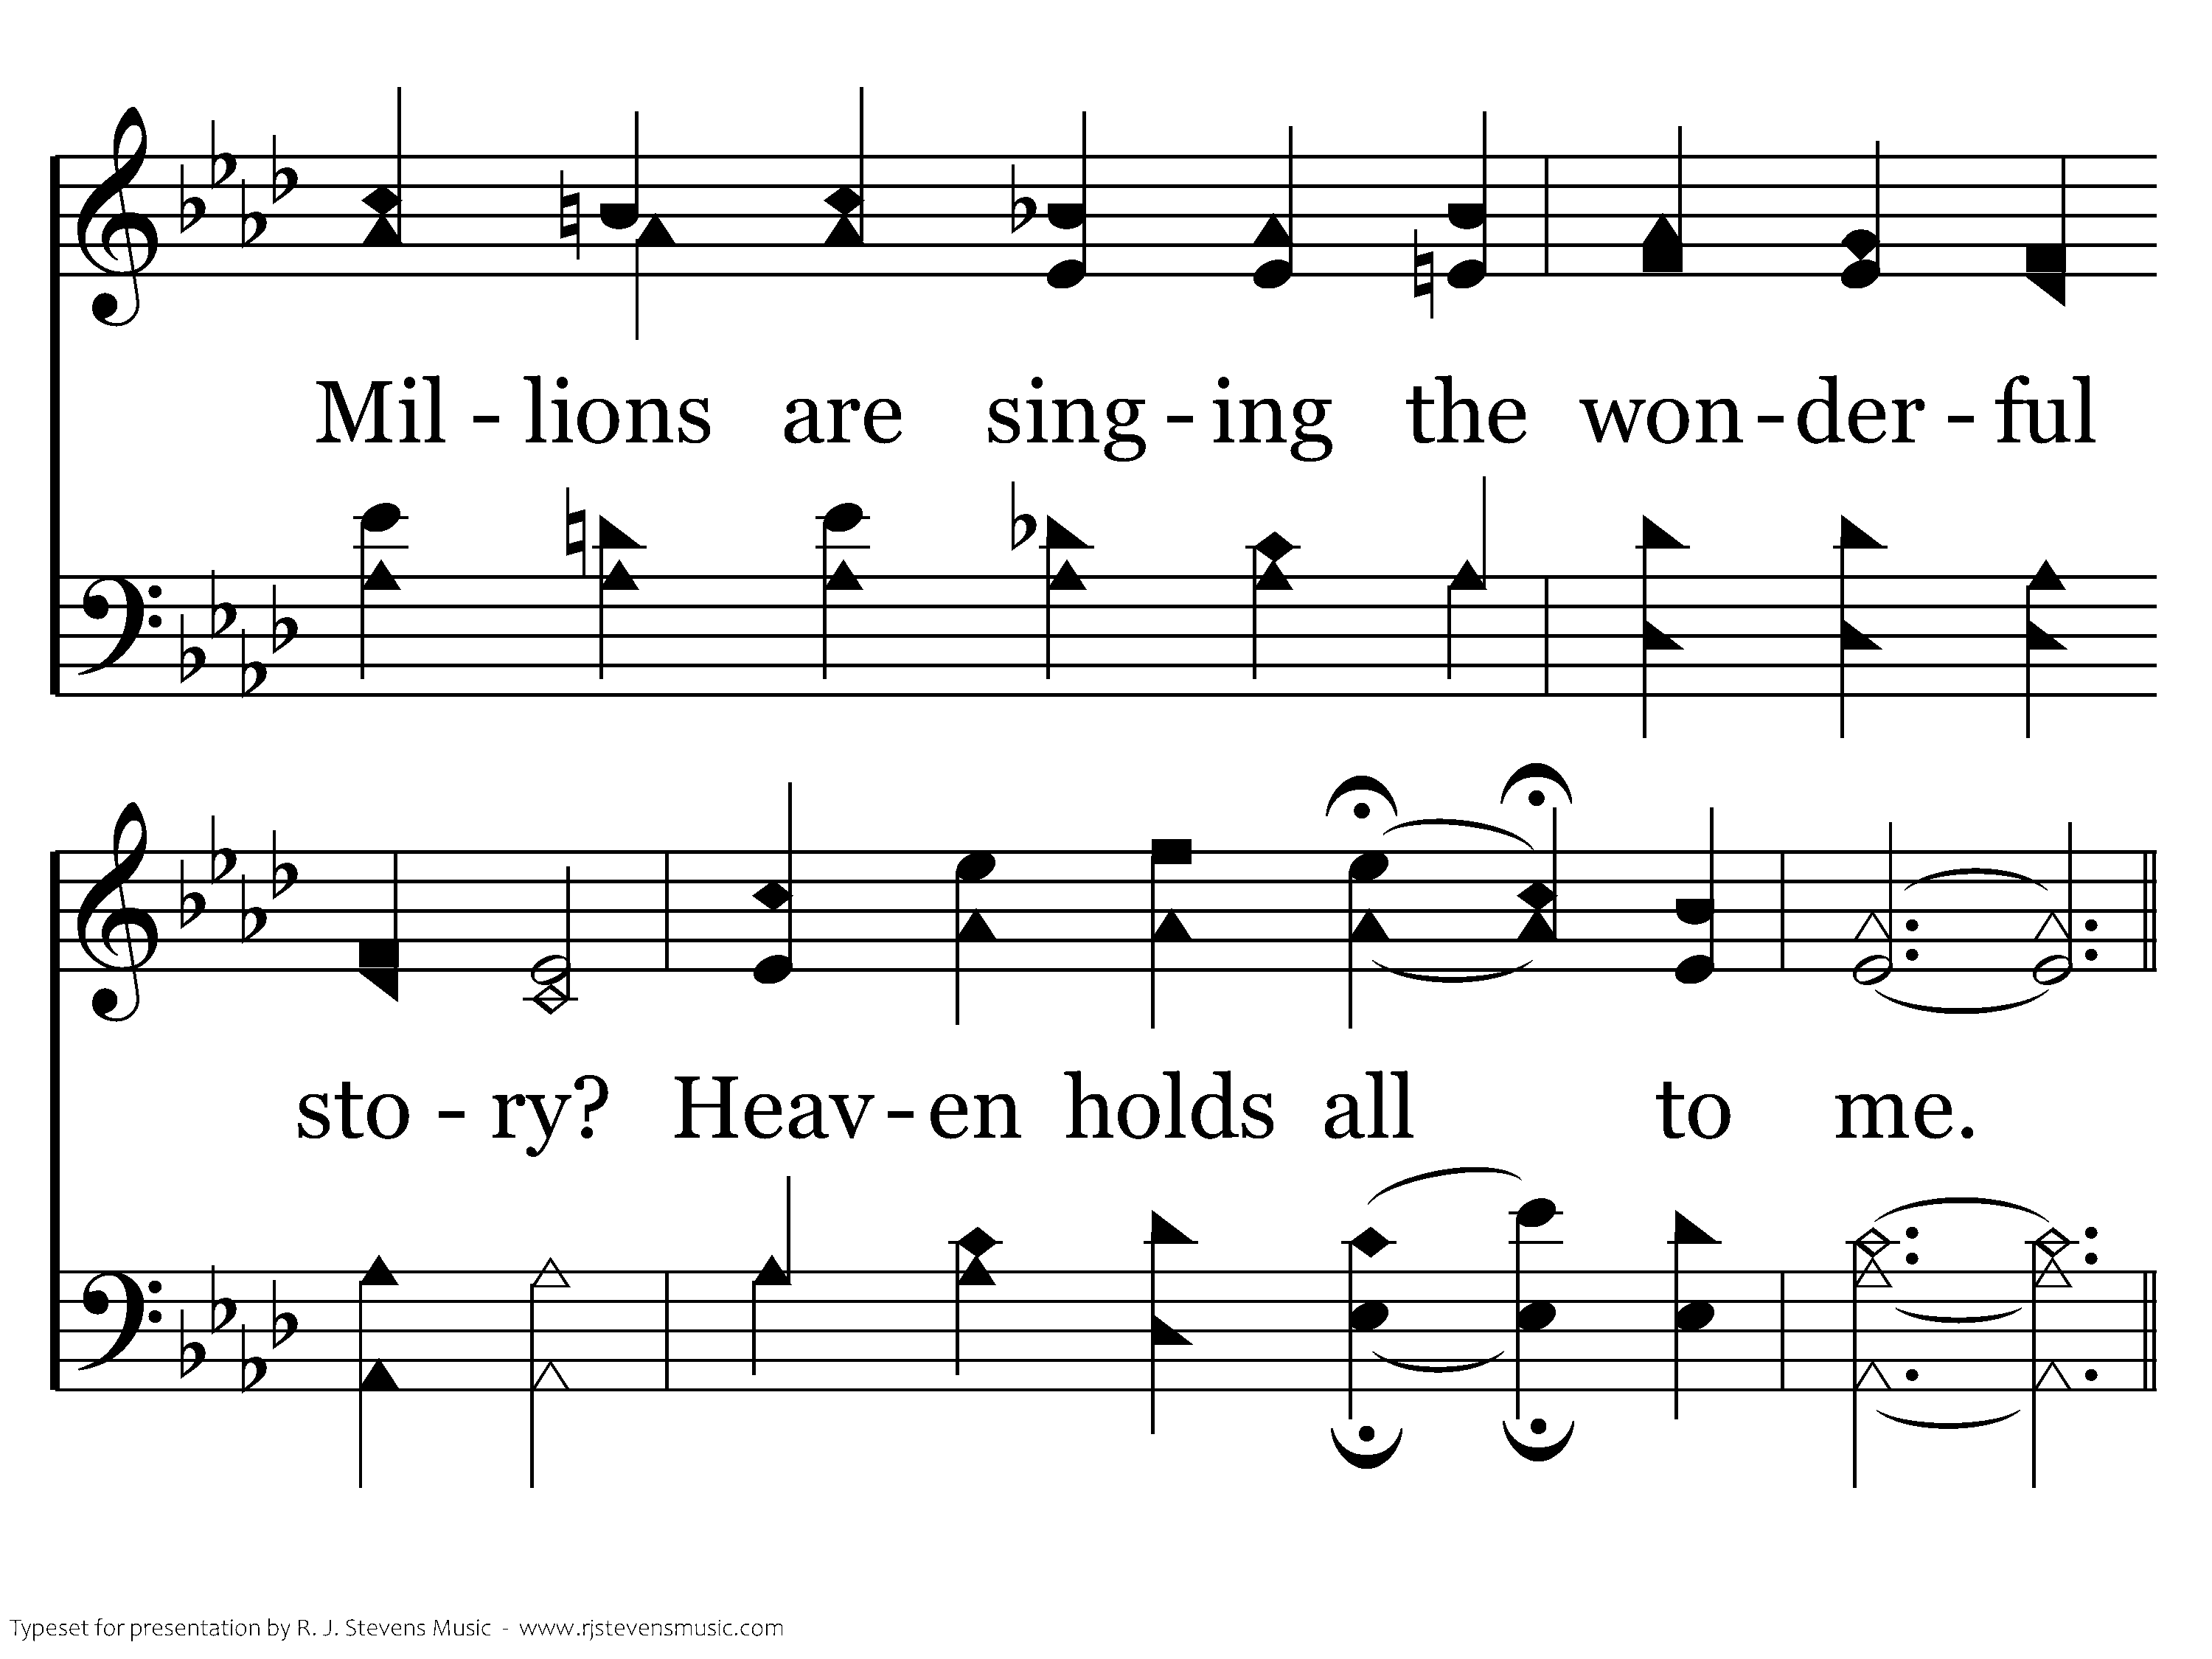 Mil - lions are sing - ing the won - der - ful
sto - ry? Heav - en holds all to me.
Typeset for presentation by R. J. Stevens Music - www.rjstevensmusic.com